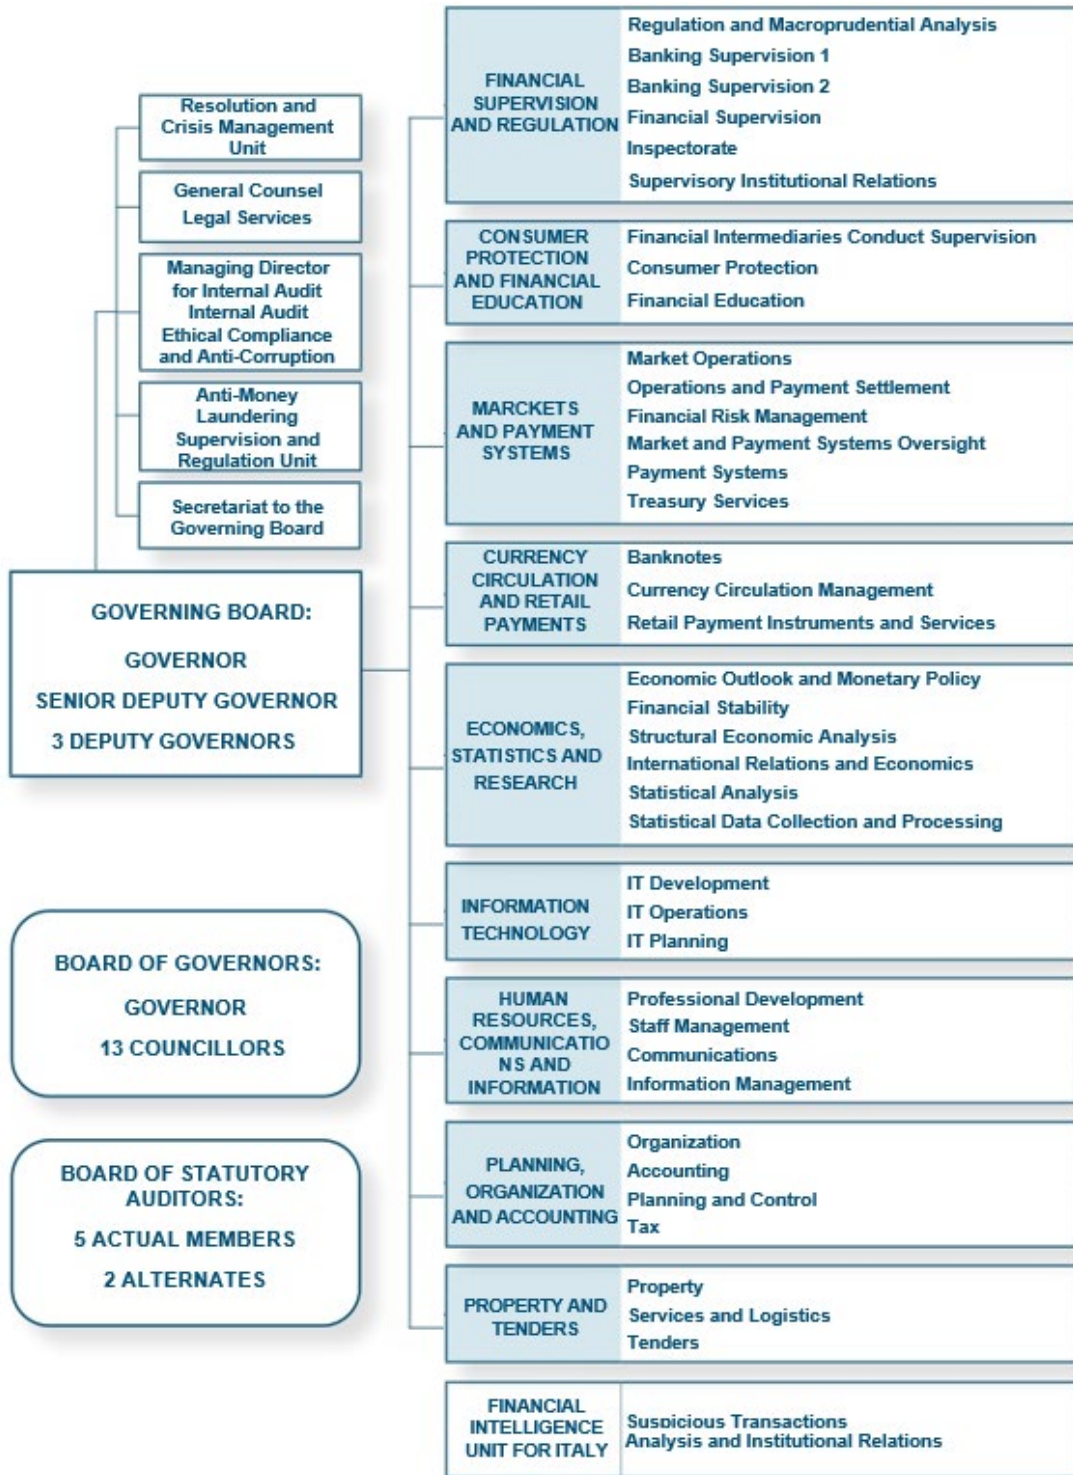 Resolution and
Crisis Management
Unit
General Counsel
Legal Services
Managing Director
for Internal Audit
Internal Audit
Ethical Compliance
and Anti-Corruption
Anti-Money
Laundering
Supervision and
Regulation Unit
Secretariat to the
Governing Board
GOVERNING BOARD:
GOVERNOR
SENIOR DEPUTY GOVERNOR
3 DEPUTY GOVERNORS
BOARD OF GOVERNORS:
GOVERNOR
13 COUNCILLORS
BOARD OF STATUTORY
AUDITORS:
5 ACTUAL MEMBERS
2 ALTERNATES
FINANCIAL
SUPERVISION
AND REGULATION
Regulation and Macroprudential Analysis
Banking Supervision 1
Banking Supervision 2
Financial Supervision
Inspectorate
Supervisory Institutional Relations
CONSUMER
PROTECTION
AND FINANCIAL
EDUCATION
Financial Intermediaries Conduct Supervision
Consumer Protection
Financial Education
MARCKETS
AND PAYMENT
SYSTEMS
Market Operations
Operations and Payment Settlement
Financial Risk Management
Market and Payment Systems Oversight
Payment Systems
Treasury Services
CURRENCY
CIRCULATION
AND RETAIL
PAYMENTS
Banknotes
Currency Circulation Management
Retail Payment Instruments and Services
ECONOMICS,
STATISTICS AND
RESEARCH
Economic Outlook and Monetary Policy
Financial Stability
Structural Economic Analysis
International Relations and Economics
Statistical Analysis
Statistical Data Collection and Processing
INFORMATION
TECHNOLOGY
IT Development
IT Operations
IT Planning
HUMAN
RESOURCES,
COMMUNICATIO
NS AND
INFORMATION
Professional Development
Staff Management
Communications
Information Management
PLANNING,
ORGANIZATION
AND ACCOUNTING
Organization
Accounting
Planning and Control
Tax
PROPERTY AND
TENDERS
Property
Services and Logistics
Tenders
FINANCIAL
INTELLIGENCE
UNIT FOR ITALY
Suspicious Transactions
Analysis and Institutional Relations